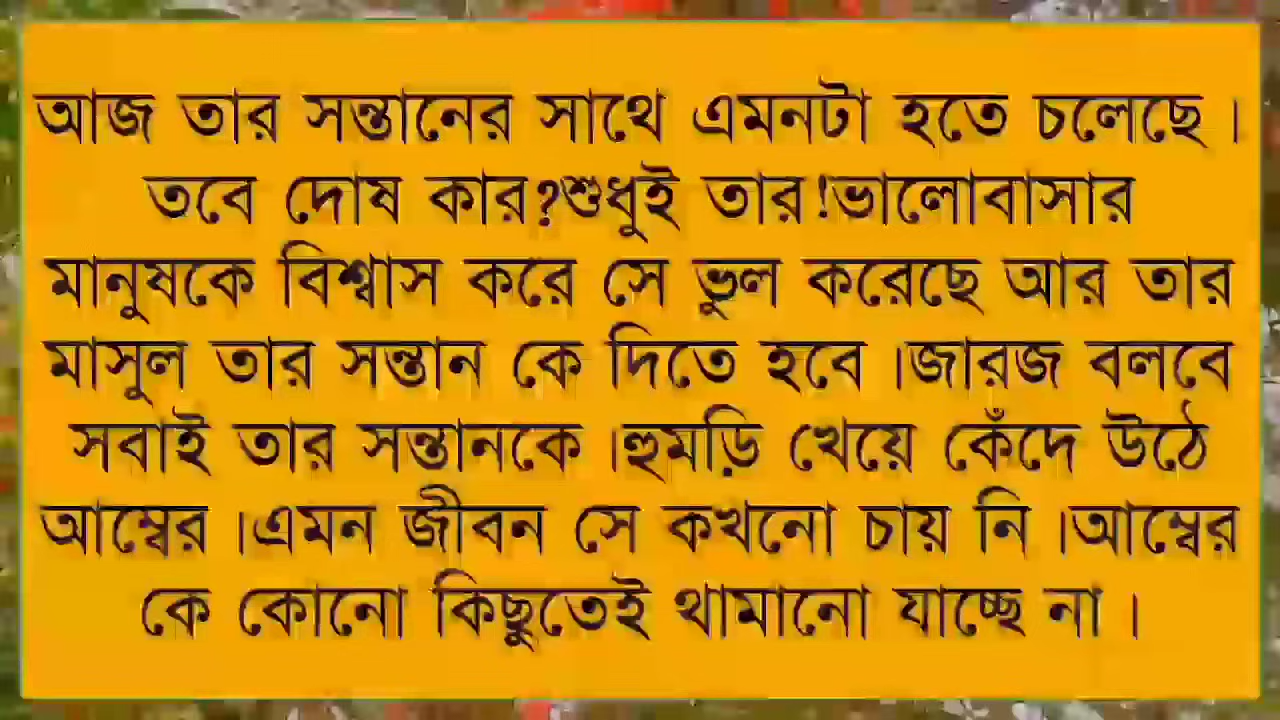 আজ তার সন্তানের সাথে এমনটা হতে চলেছে ।
তবে দোষ কার?শুধুই তার!ভালোবাসার
মানুষকে বিশ্বাস করে সে ভুল করেছে আর তার
মাসুল তার সন্তান কে দিতে হবে ।জারজ বলবে
সবাই তার সন্তানকে ।হুমড়ি খেয়ে কেঁদে উঠে
আম্বের ।এমন জীবন সে কখনো চায় নি ।আম্বের
কে কোনো কিছুতেই থামানো যাচ্ছে না ।